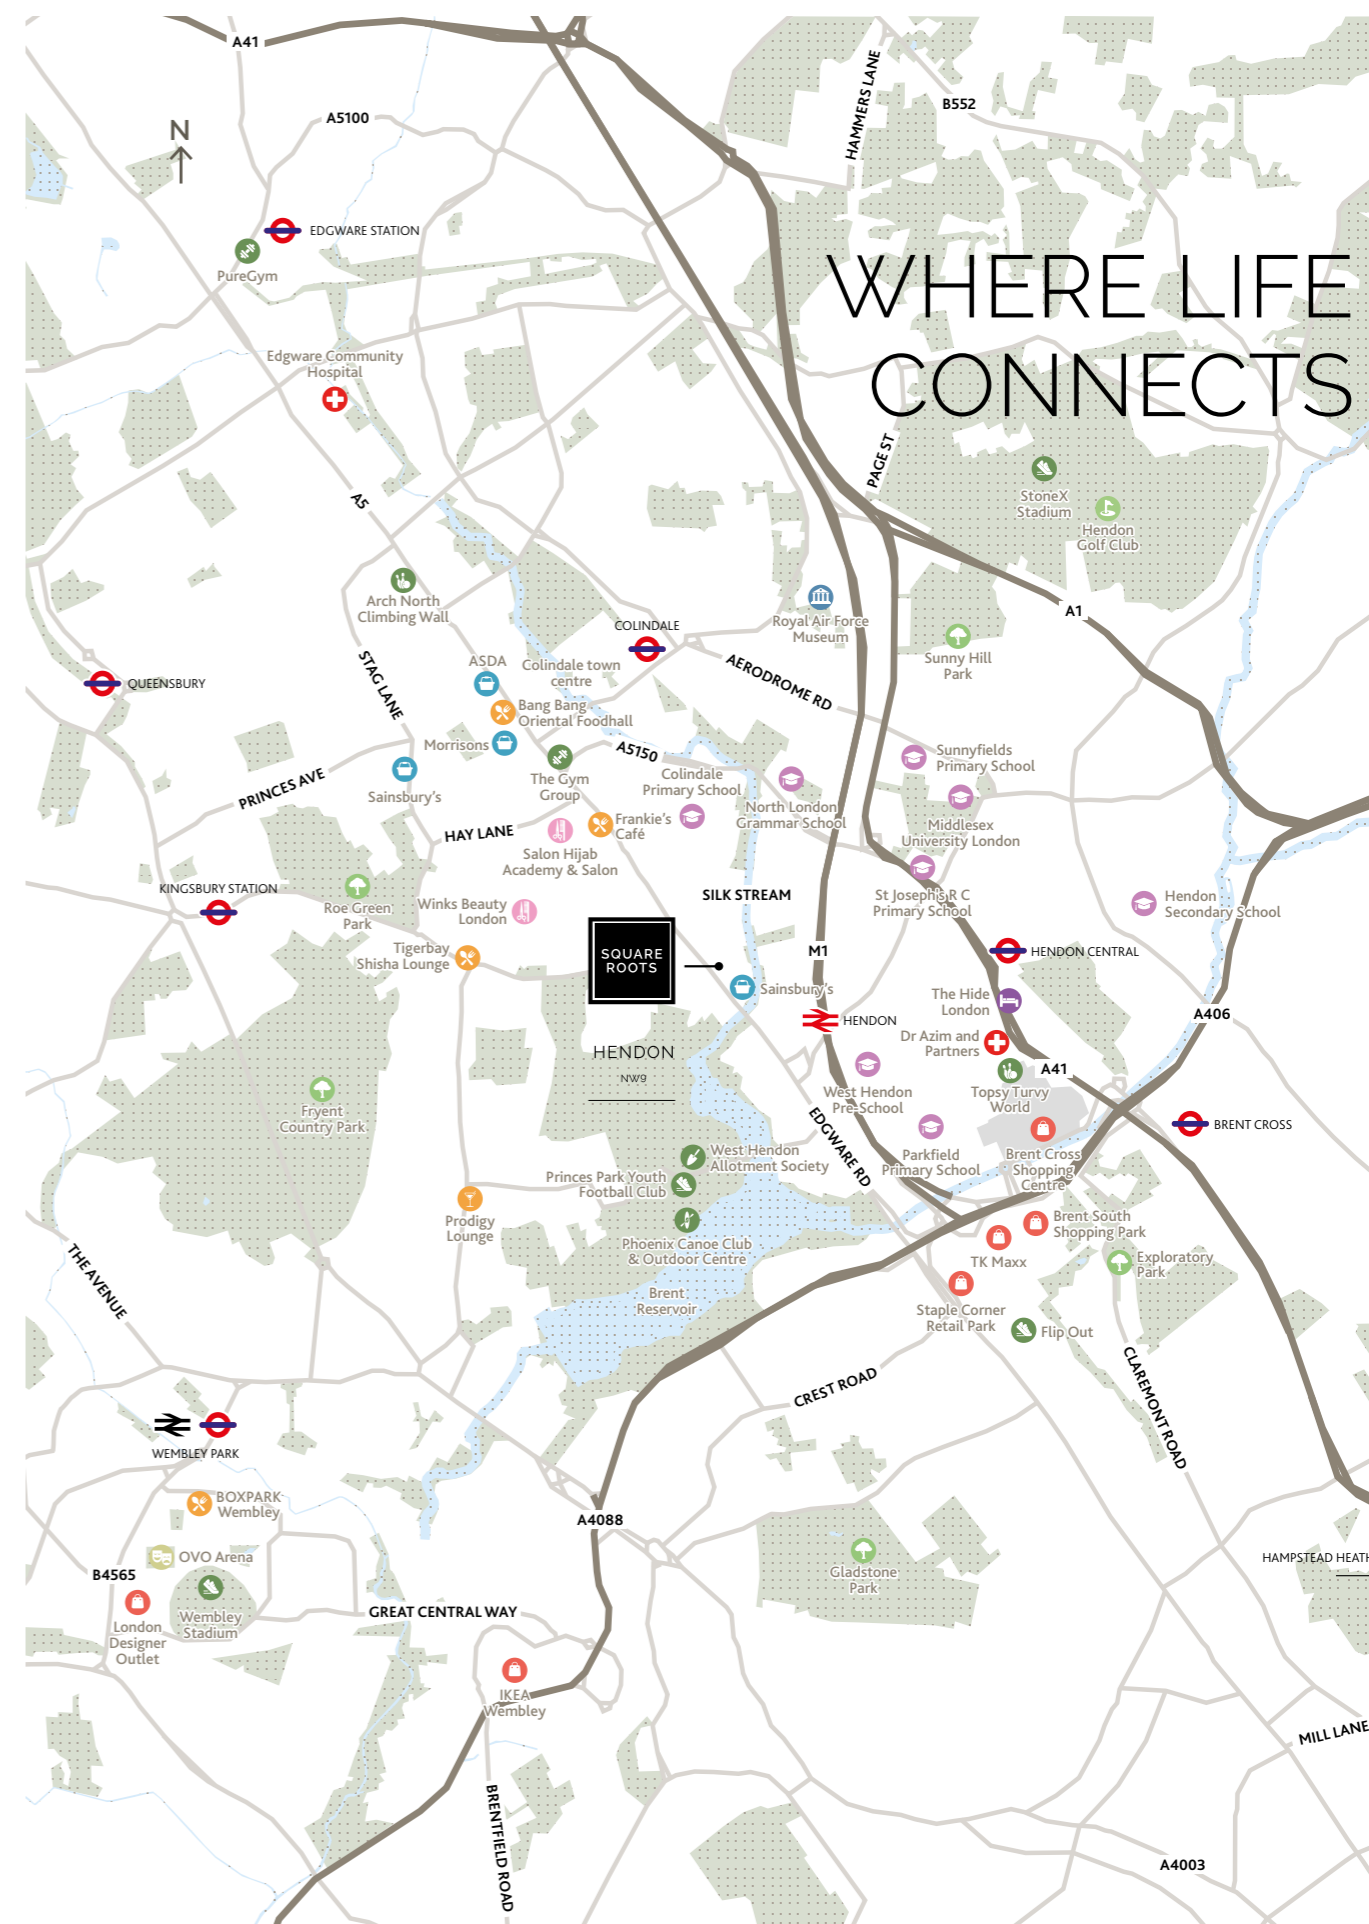 A41
A5100
N
HAMMERS LANE
B552
EDGWARE STATION
PureGym
WHERE LIFE
CONNECTS
Edgware Community
Hospital
PAGE ST
A5
StoneX
Stadium
Hendon
Golf Club
Arch North
Climbing Wall
Royal Air Force
Museum
A1
COLINDALE
Sunny Hill
Park
STAG LANE
ASDA
Colindale town
centre
AERODROME RD
QUEENSBURY
Bang Bang
Oriental Foodhall
Morrisons
A5150
Sunnyfields
Primary School
PRINCES AVE
Sainsbury's
The Gym
Group
Colindale
Primary School
North London
Grammar School
Middlesex
University London
HAY LANE
Frankie's
Café
Salon Hijab
Academy & Salon
KINGSBURY STATION
Roe Green
Park
Winks Beauty
London
SILK STREAM
St Joseph's R C
Primary School
Hendon
Secondary School
Tigerbay
Shisha Lounge
SQUARE
ROOTS
M1
HENDON CENTRAL
Sainsbury's
The Hide
London
HENDON
A406
Dr Azim and
Partners
HENDON
NW9
A41
Fryent
Country Park
West Hendon
Pre-School
Topsy Turvy
World
EDGWARE RD
BRENT CROSS
West Hendon
Allotment Society
Parkfield
Primary School
Brent Cross
Shopping
Centre
Princes Park Youth
Football Club
Prodigy
Lounge
Phoenix Canoe Club
& Outdoor Centre
Brent South
Shopping Park
TK Maxx
Exploratory
Park
THE AVENUE
Brent
Reservoir
Staple Corner
Retail Park
Flip Out
CREST ROAD
CLAREMONT ROAD
WEMBLEY PARK
BOXPARK
Wembley
A4088
OVO Arena
B4565
Gladstone
Park
HAMPSTEAD HEATH
London
Designer
Outlet
Wembley
Stadium
GREAT CENTRAL WAY
IKEA
Wembley
MILL LANE
BRENTFIELD ROAD
A4003